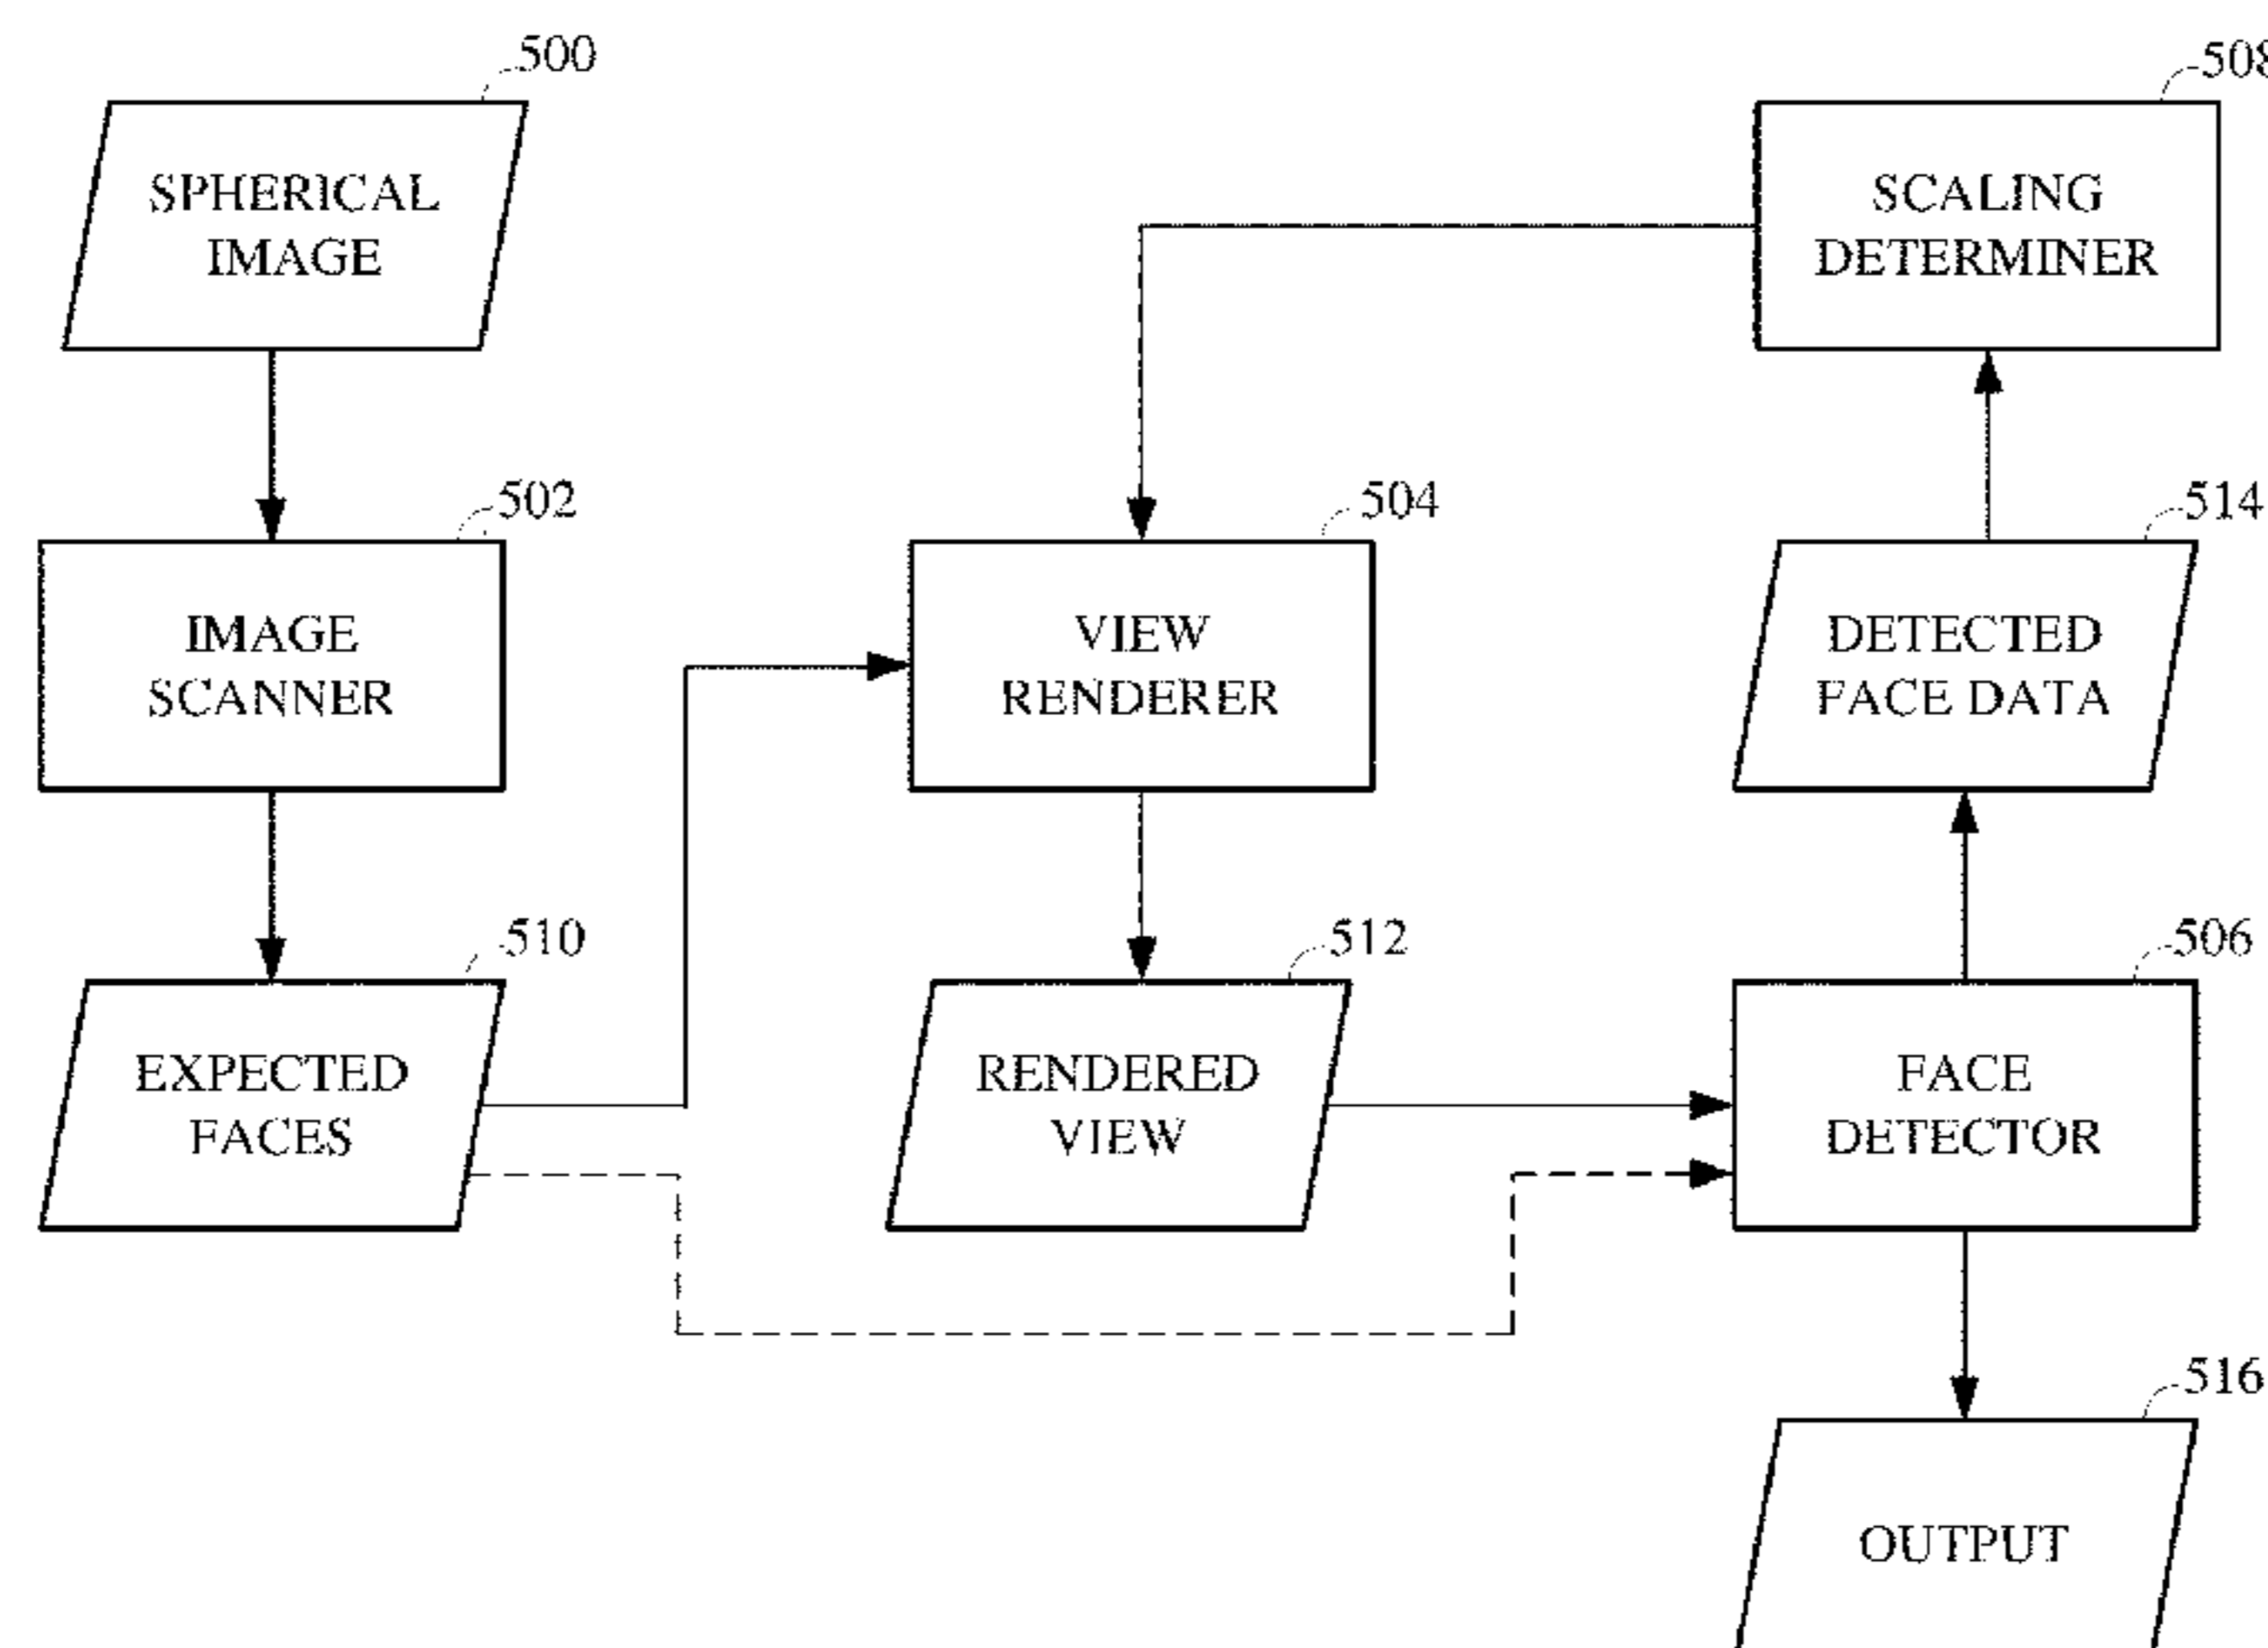 500
508
SPHERICAL
IMAGE
SCALING
DETERMINER
502
504
514
IMAGE
SCANNER
VIEW
RENDERER
DETECTED
FACE DATA
510
512
506
EXPECTED
FACES
RENDERED
VIEW
FACE
DETECTOR
516
OUTPUT